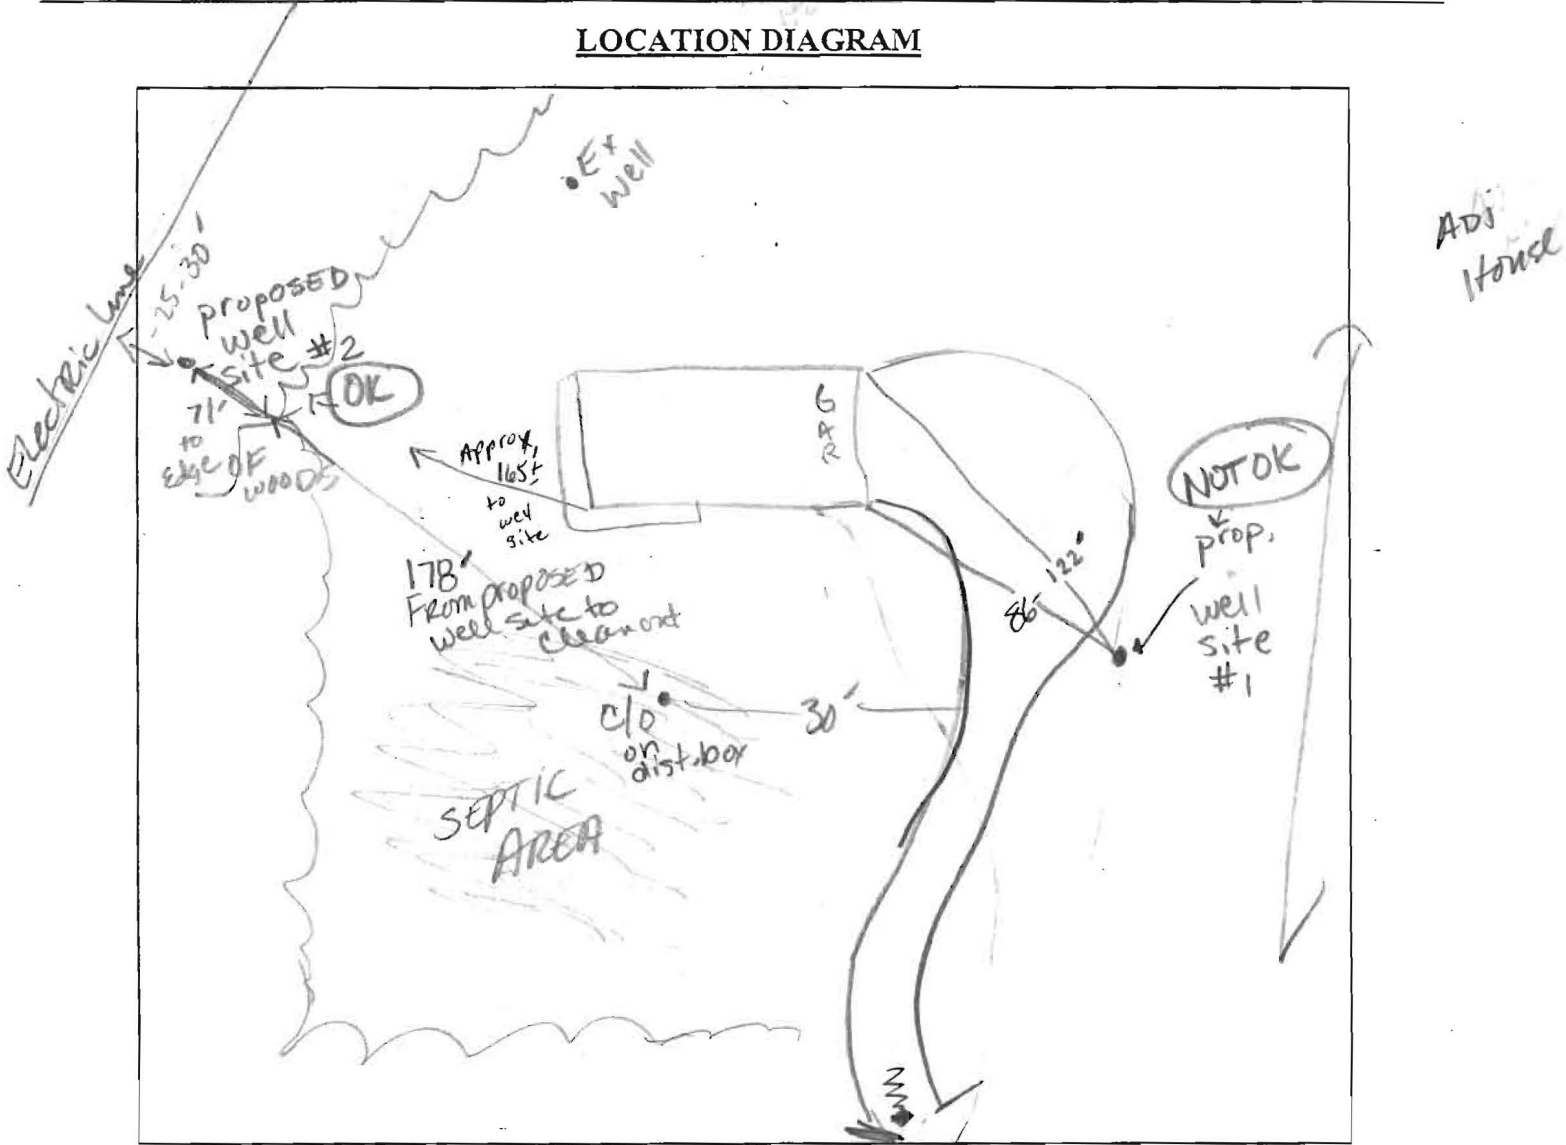 LOCATION DIAGRAM
Ex
well
ADJ
House
Electric Line
25-30'
proposed
well
site #2
OK
71'
to
Edge OF
WOODS
Approx.
165±
to
well
site
GAR
NOT OK
prop.
well
site
#1
122'
86'
178'
From proposed
well site to
cleanout
C/O
on
dist. box
30'
SEPTIC
AREA